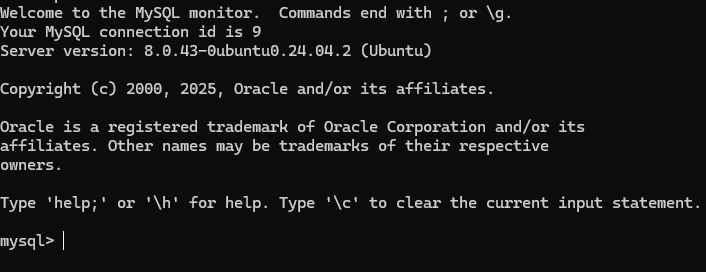 Welcome to the MySQL monitor.  Commands end with ; or \g.
Your MySQL connection id is 9
Server version: 8.0.43-0ubuntu0.24.04.2 (Ubuntu)
Copyright (c) 2000, 2025, Oracle and/or its affiliates.
Oracle is a registered trademark of Oracle Corporation and/or its
affiliates. Other names may be trademarks of their respective
owners.
Type 'help;' or '\h' for help. Type '\c' to clear the current input statement.
mysql>